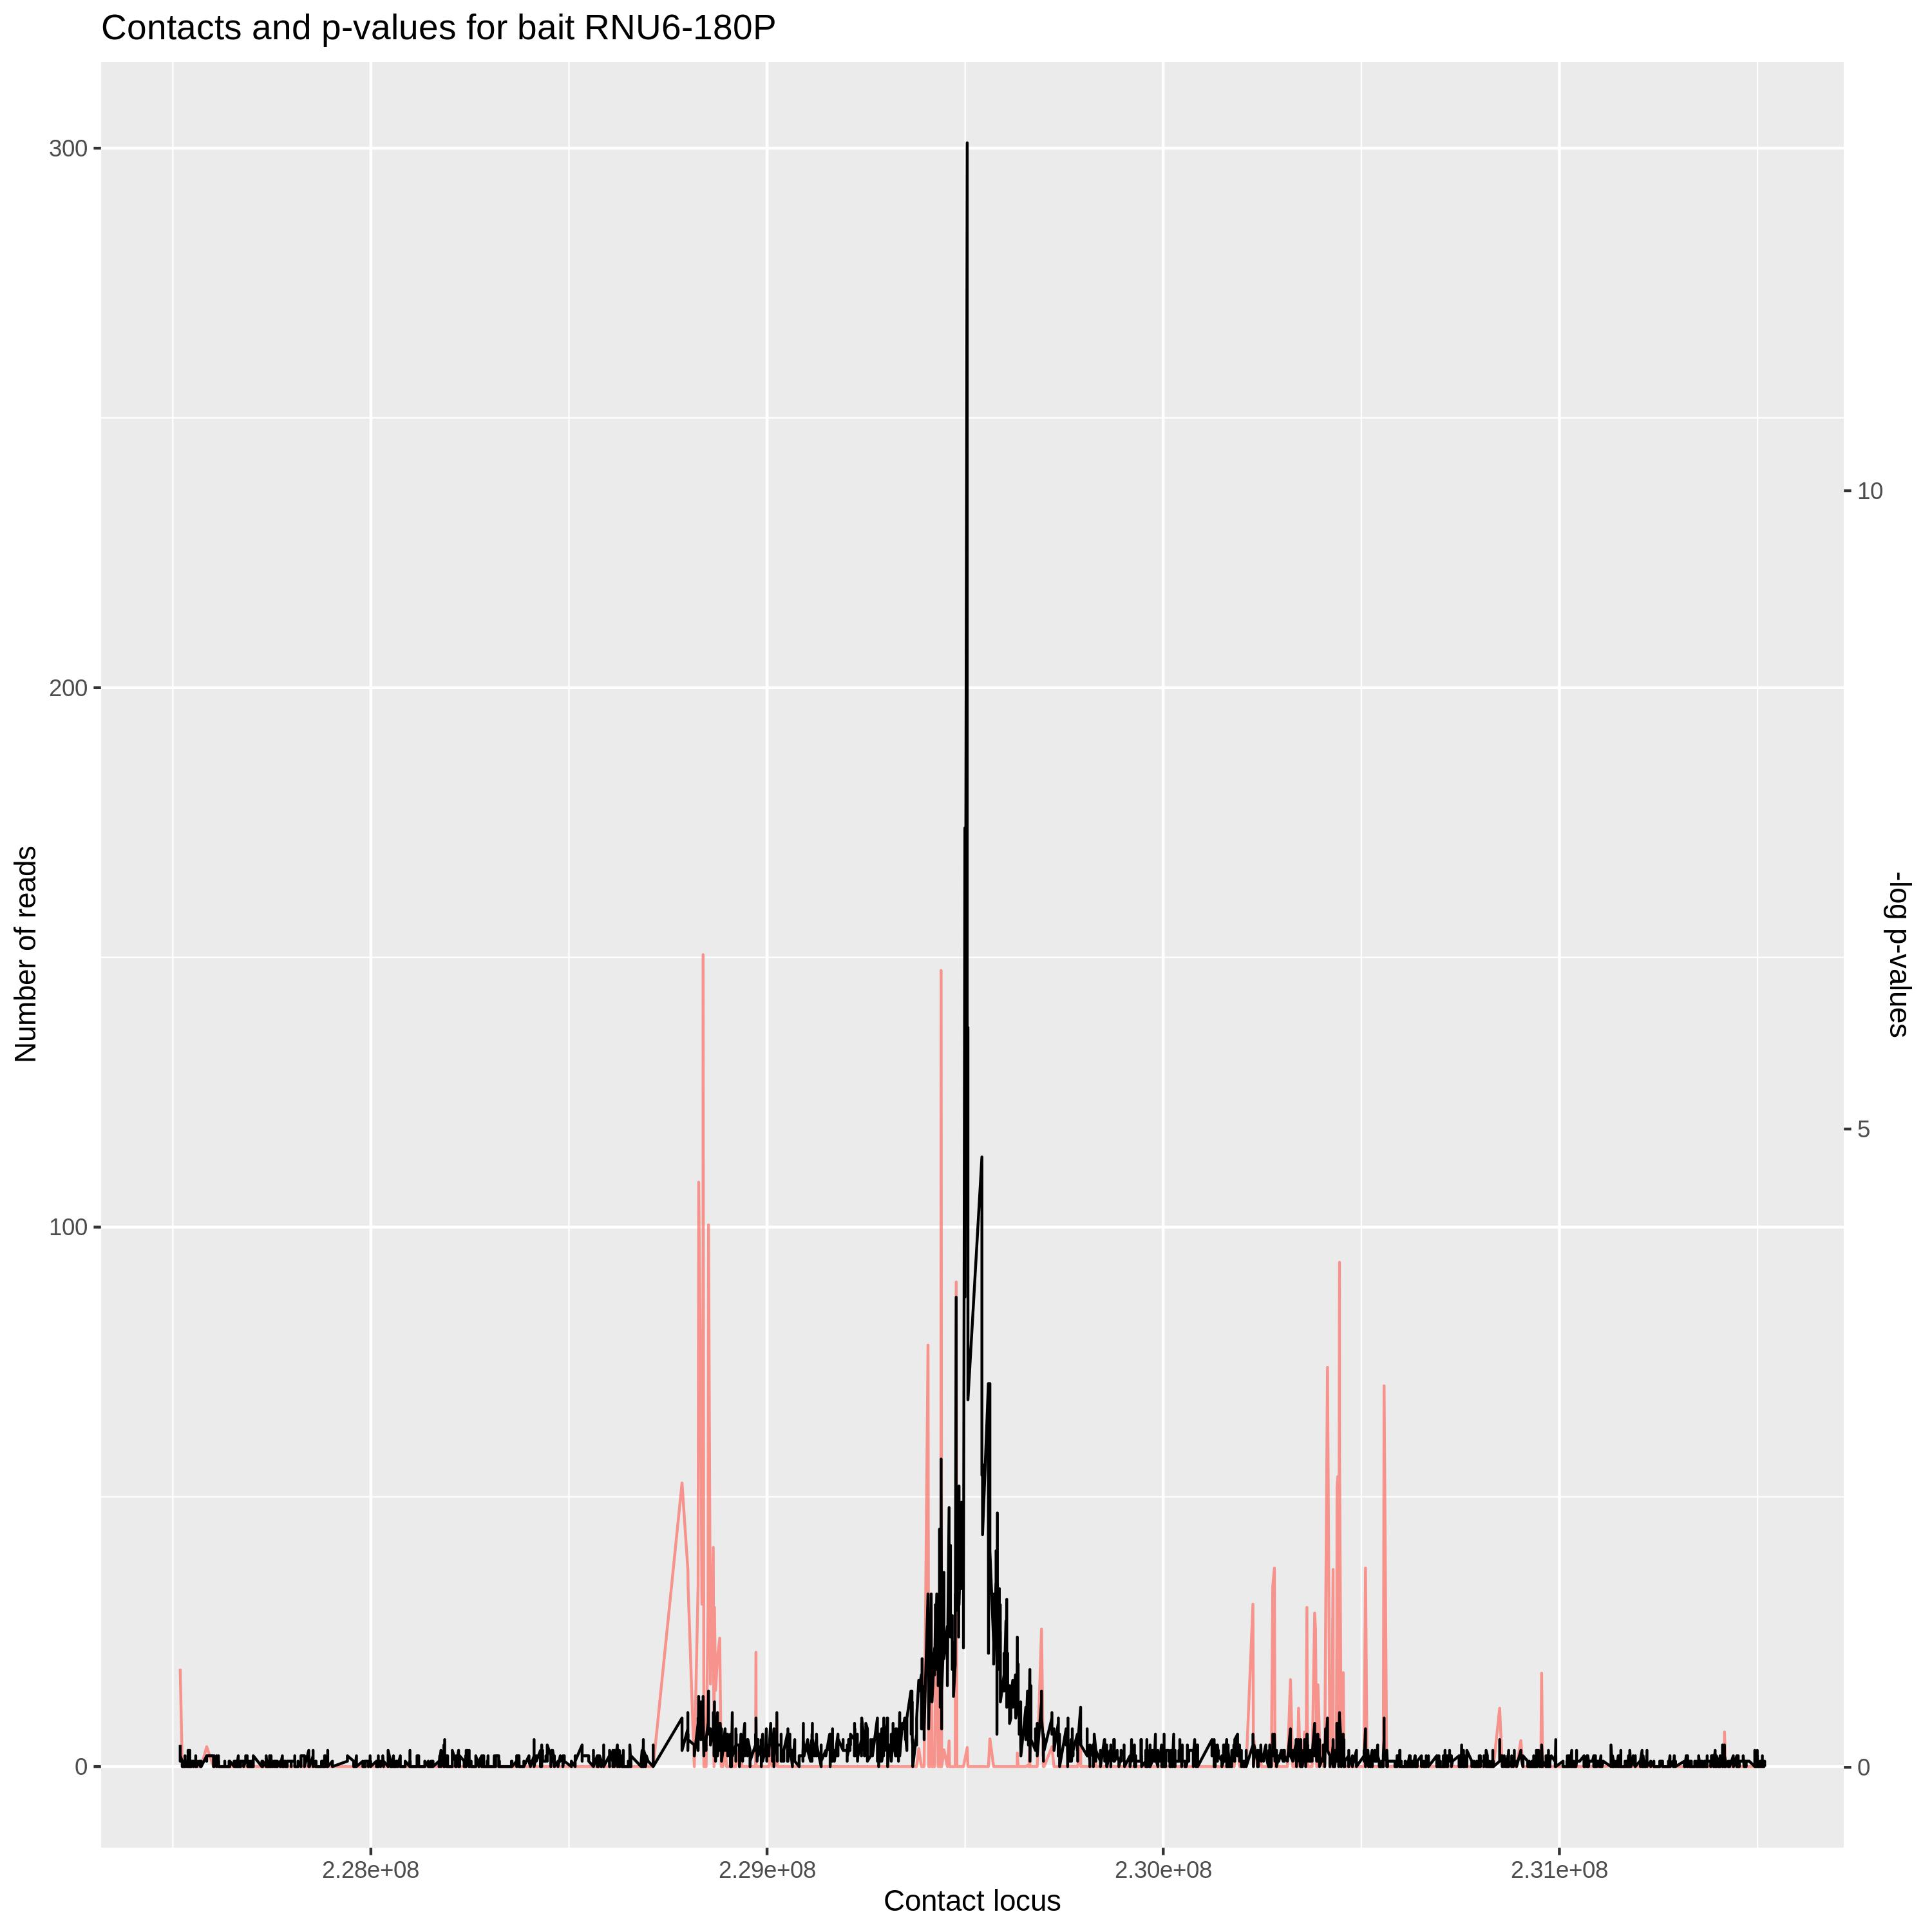 Contacts and p-values for bait RNU6-180P
300
200
100
0
Number of reads
10
5
0
-log p-values
2.28e+08 2.29e+08 2.30e+08 2.31e+08
Contact locus